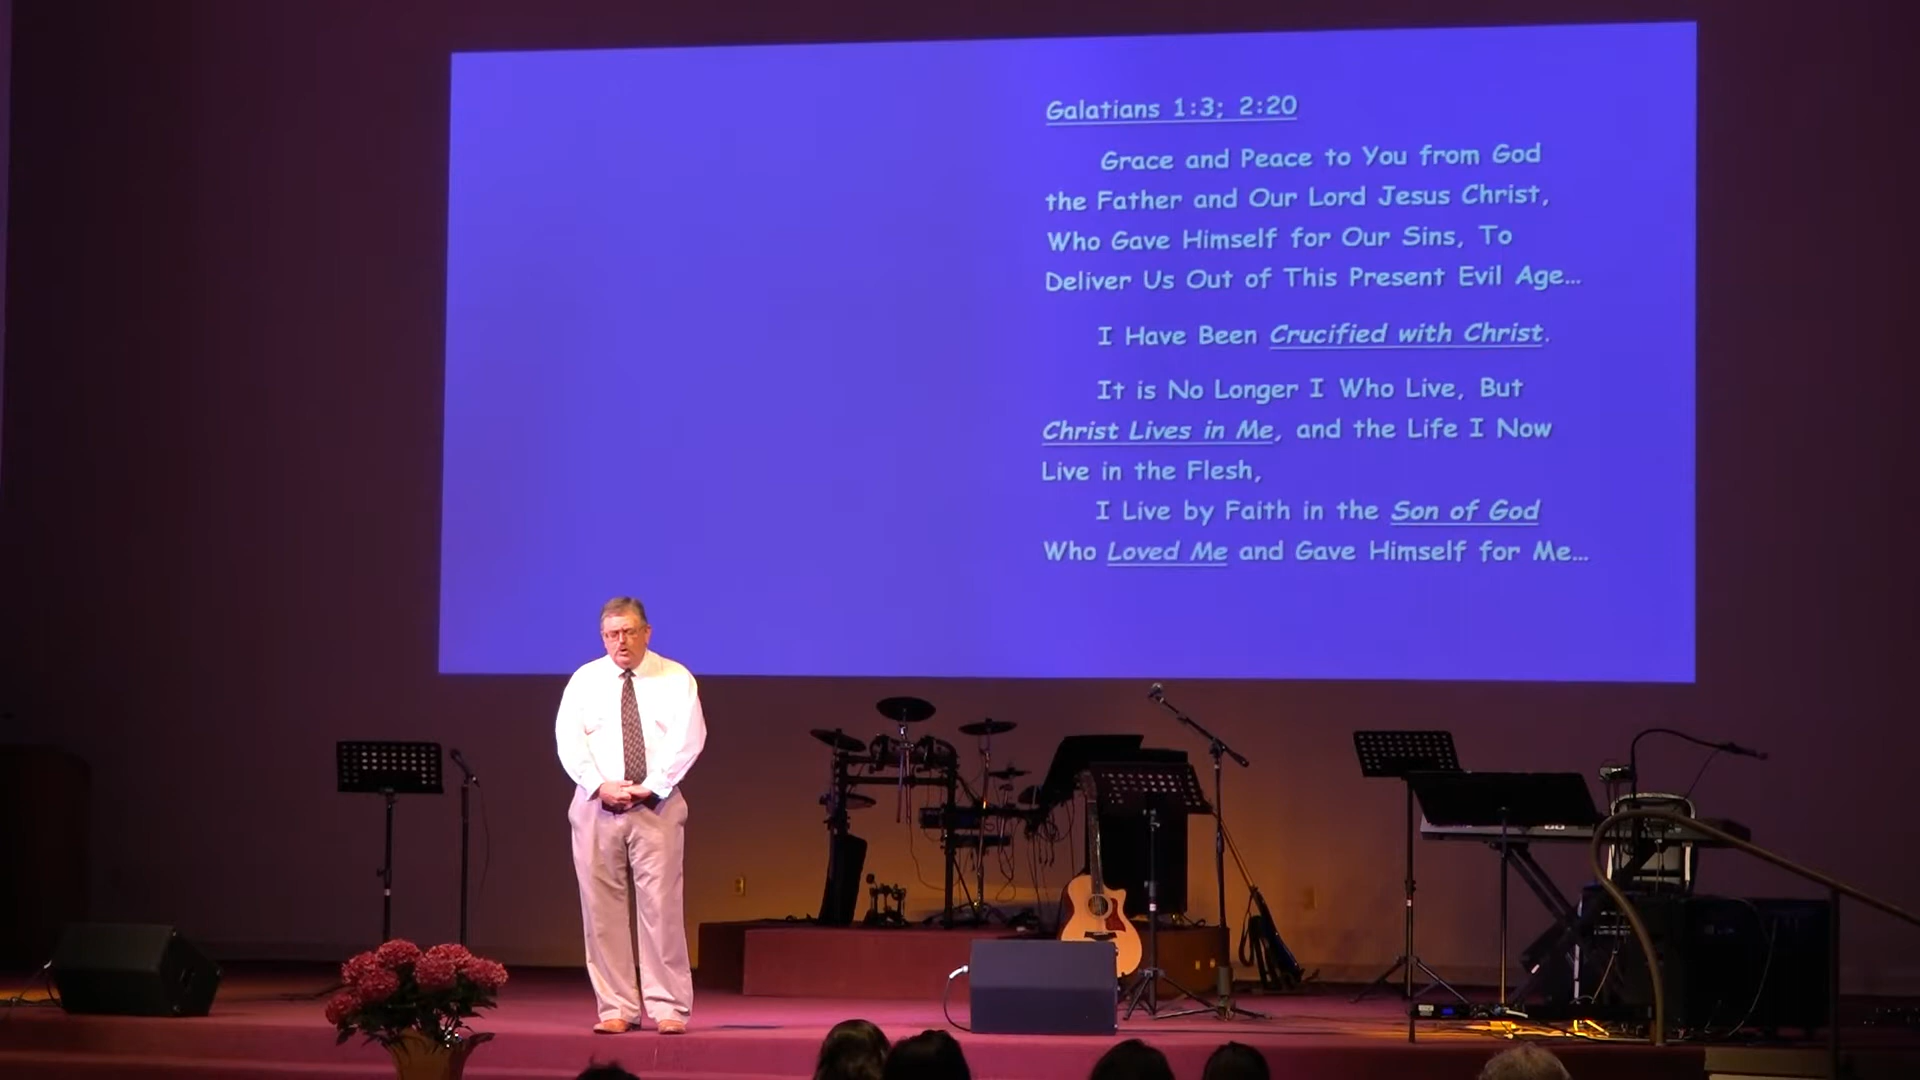 Galatians 1:3; 2:20
Grace and Peace to You from God
the Father and Our Lord Jesus Christ,
Who Gave Himself for Our Sins, To
Deliver Us Out of This Present Evil Age...
I Have Been Crucified with Christ.
It is No Longer I Who Live, But
Christ Lives in Me, and the Life I Now
Live in the Flesh,
I Live by Faith in the Son of God
Who Loved Me and Gave Himself for Me...